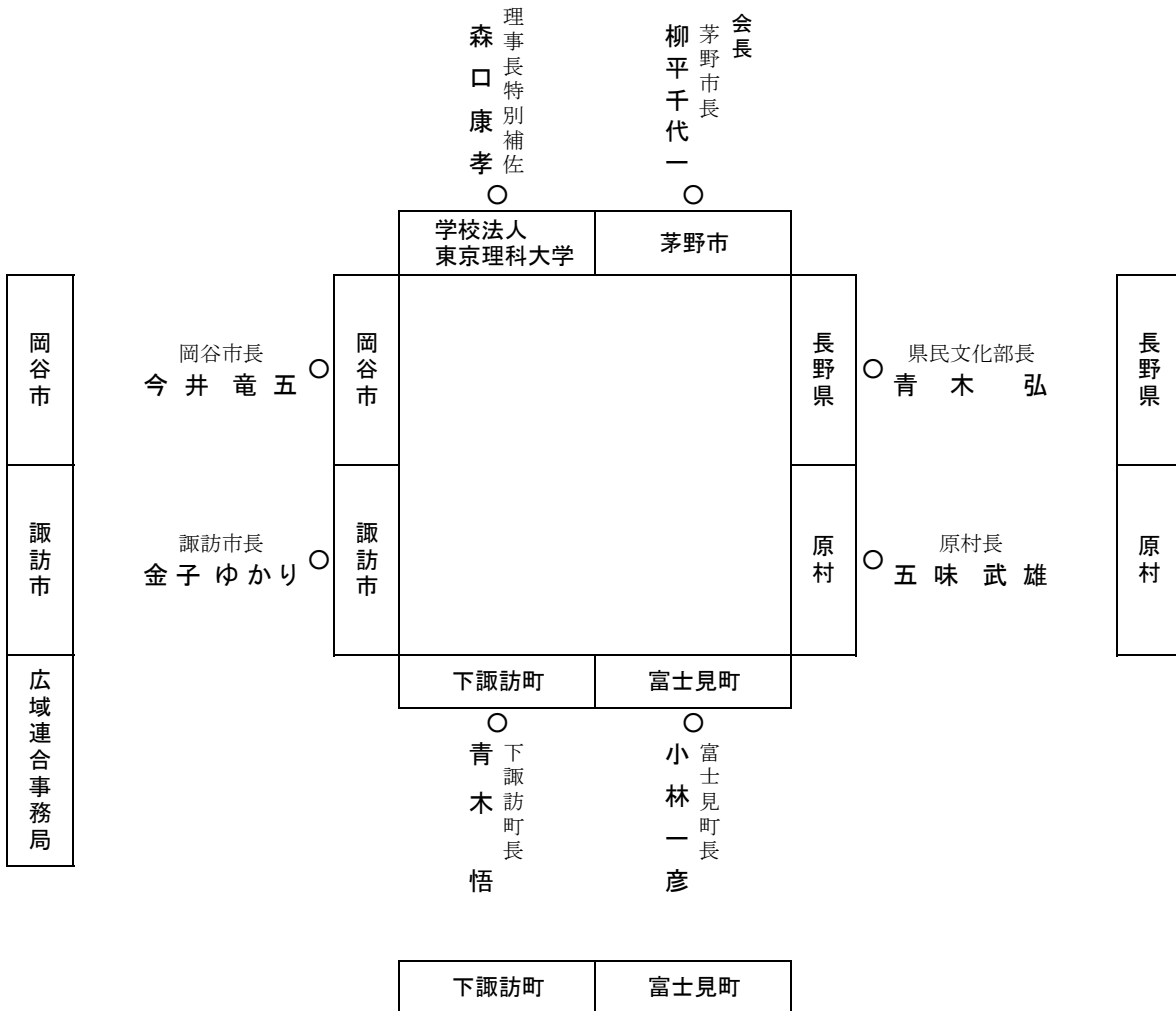 会長
茅野市長
柳平千代一
○
理事長特別補佐
森口康孝
○
学校法人
東京理科大学
茅野市
岡谷市
岡谷市長
今井竜五
○
岡谷市
長野県
○
県民文化部長
青木弘
長野県
諏訪市
諏訪市長
金子ゆかり
○
諏訪市
原村
○
原村長
五味武雄
原村
広域連合事務局
下諏訪町
富士見町
○
下諏訪町長
青木悟
○
富士見町長
小林一彦
下諏訪町
富士見町